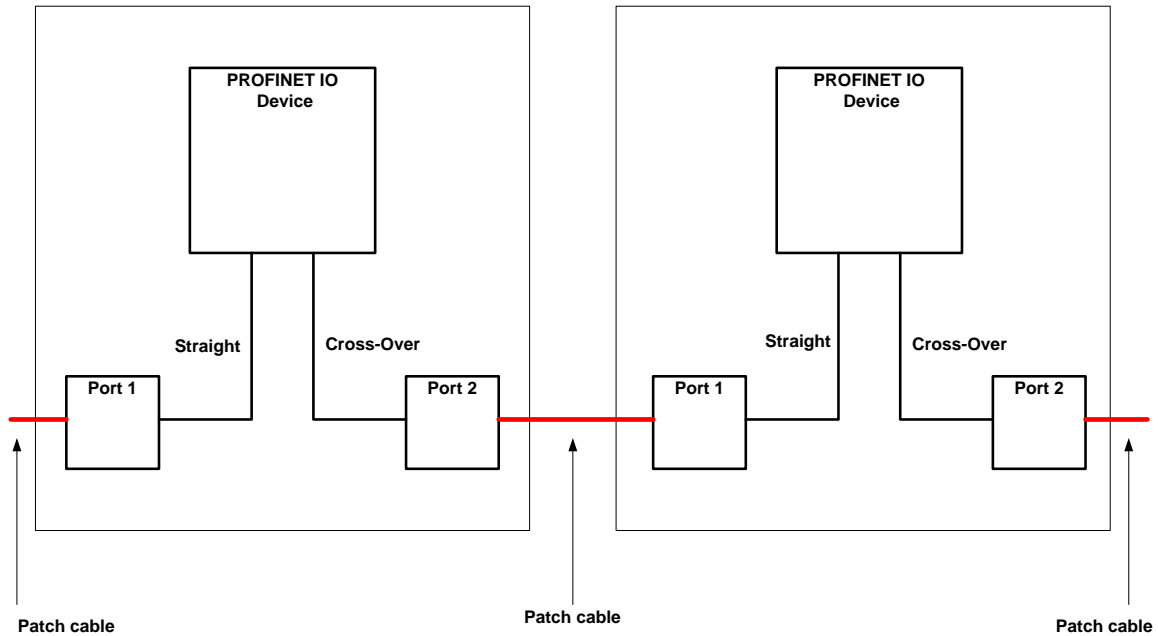 PROFINET IO
Device
PROFINET IO
Device
Straight
Cross-Over
Straight
Cross-Over
Port 1
Port 2
Port 1
Port 2
Patch cable
Patch cable
Patch cable